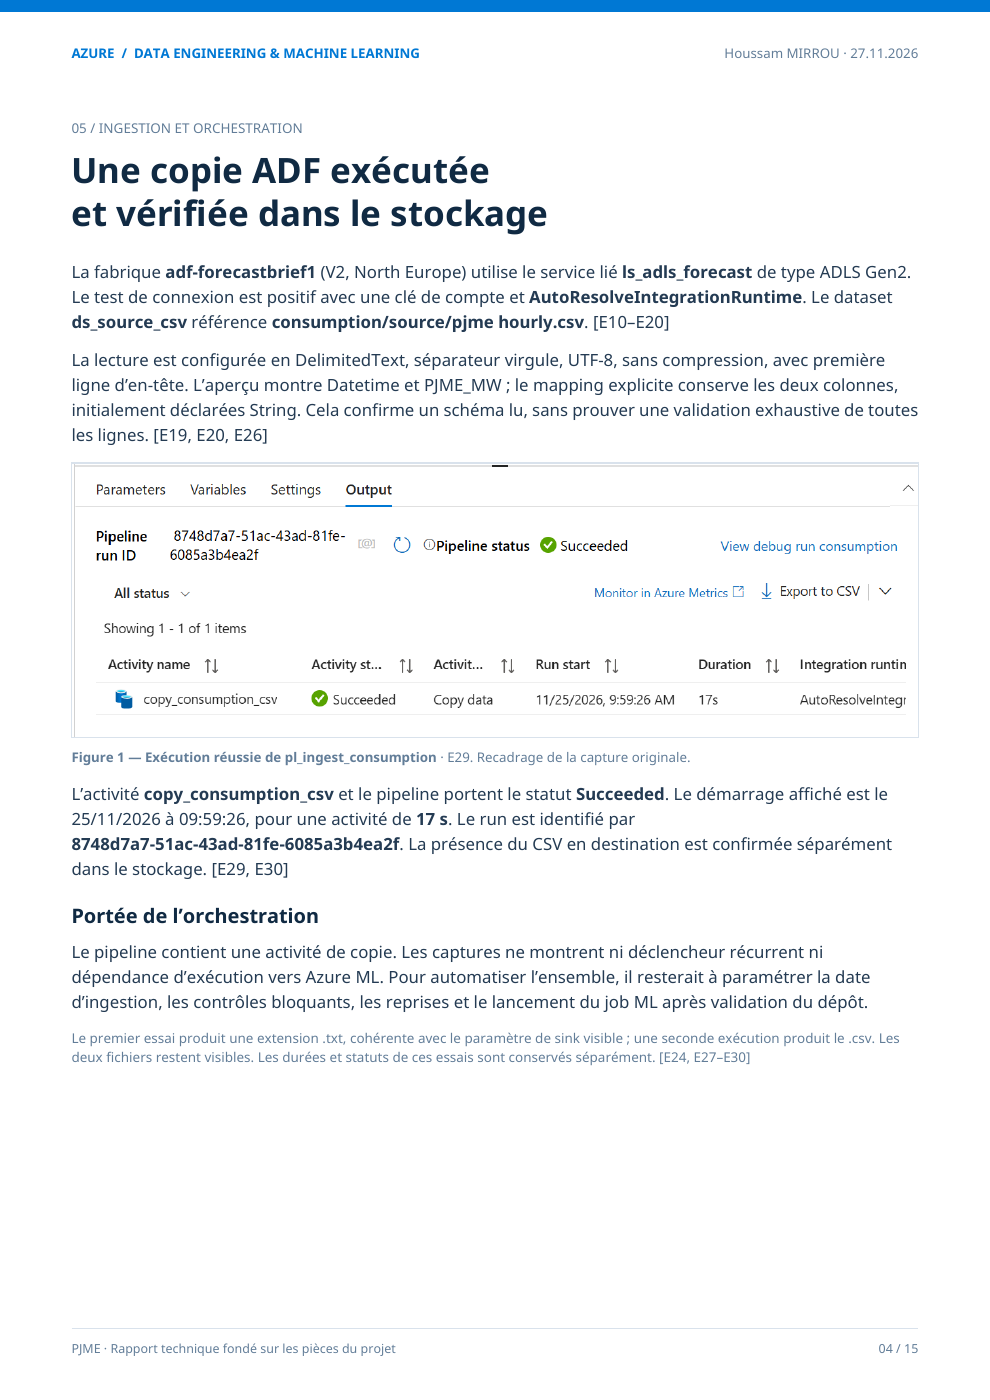 AZURE / DATA ENGINEERING & MACHINE LEARNING
Houssam MIRROU · 27.11.2026
05 / INGESTION ET ORCHESTRATION
Une copie ADF exécutée
et vérifiée dans le stockage
La fabrique adf-forecastbrief1 (V2, North Europe) utilise le service lié ls_adls_forecast de type ADLS Gen2.
Le test de connexion est positif avec une clé de compte et AutoResolveIntegrationRuntime. Le dataset
ds_source_csv référence consumption/source/pjme hourly.csv. [E10–E20]
La lecture est configurée en DelimitedText, séparateur virgule, UTF-8, sans compression, avec première
ligne d’en-tête. L’aperçu montre Datetime et PJME_MW ; le mapping explicite conserve les deux colonnes,
initialement déclarées String. Cela confirme un schéma lu, sans prouver une validation exhaustive de toutes
les lignes. [E19, E20, E26]
Parameters Variables Settings Output
Pipeline run ID 8748d7a7-51ac-43ad-81fe-6085a3b4ea2f [@] Pipeline status Succeeded View debug run consumption
All status Monitor in Azure Metrics Export to CSV
Showing 1 - 1 of 1 items
Activity name Activity st... Activit... Run start Duration Integration runtin
copy_consumption_csv Succeeded Copy data 11/25/2026, 9:59:26 AM 17s AutoResolveIntegr
Figure 1 — Exécution réussie de pl_ingest_consumption · E29. Recadrage de la capture originale.
L’activité copy_consumption_csv et le pipeline portent le statut Succeeded. Le démarrage affiché est le
25/11/2026 à 09:59:26, pour une activité de 17 s. Le run est identifié par
8748d7a7-51ac-43ad-81fe-6085a3b4ea2f. La présence du CSV en destination est confirmée séparément
dans le stockage. [E29, E30]
Portée de l’orchestration
Le pipeline contient une activité de copie. Les captures ne montrent ni déclencheur récurrent ni
dépendance d’exécution vers Azure ML. Pour automatiser l’ensemble, il resterait à paramétrer la date
d’ingestion, les contrôles bloquants, les reprises et le lancement du job ML après validation du dépôt.
Le premier essai produit une extension .txt, cohérente avec le paramètre de sink visible ; une seconde exécution produit le .csv. Les
deux fichiers restent visibles. Les durées et statuts de ces essais sont conservés séparément. [E24, E27–E30]
PJME · Rapport technique fondé sur les pièces du projet
04 / 15